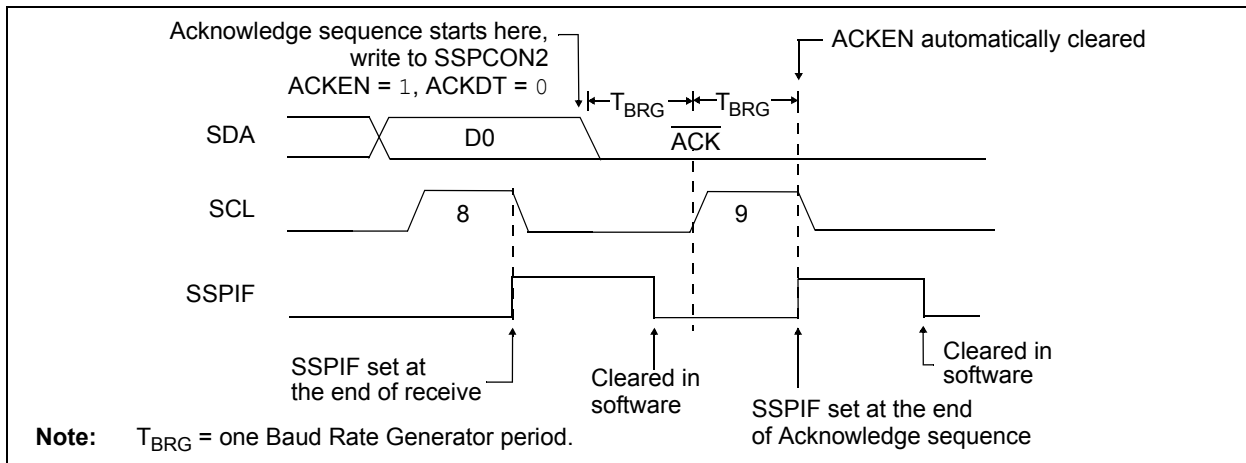 Acknowledge sequence starts here,
write to SSPCON2
ACKEN = 1, ACKDT = 0
ACKEN automatically cleared
TBRG
TBRG
SDA
D0
ACK
SCL
8
9
SSPIF
SSPIF set at
the end of receive
Cleared in
software
SSPIF set at the end
of Acknowledge sequence
Cleared in
software
Note: TBRG = one Baud Rate Generator period.